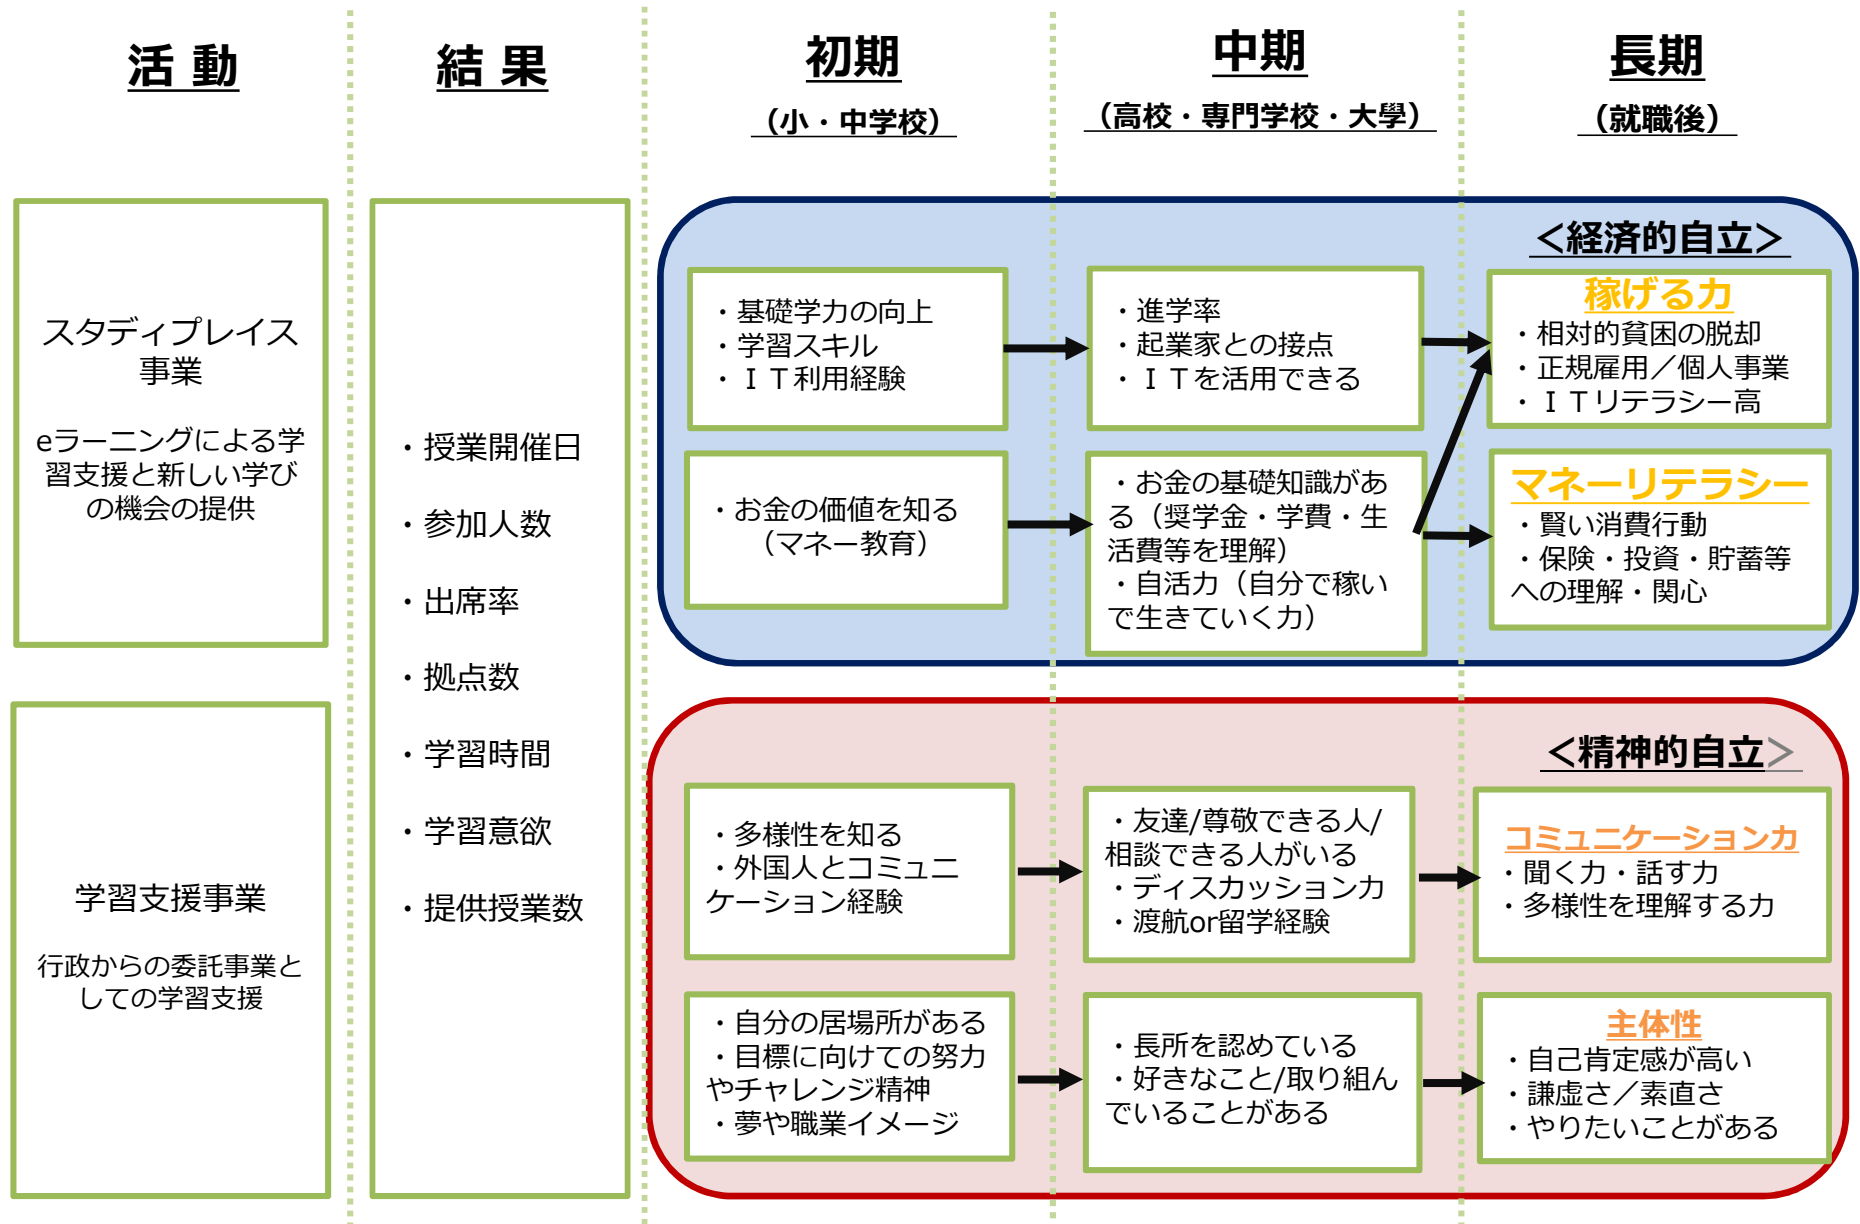 活 動
結 果
初期
（小・中学校）
中期
（高校・専門学校・大學）
長期
（就職後）
スタディプレイス
事業
eラーニングによる学
習支援と新しい学び
の機会の提供
学習支援事業
行政からの委託事業と
しての学習支援
・授業開催日
・参加人数
・出席率
・拠点数
・学習時間
・学習意欲
・提供授業数
＜経済的自立＞
・基礎学力の向上
・学習スキル
・ＩＴ利用経験
・進学率
・起業家との接点
・ＩＴを活用できる
稼げる力
・相対的貧困の脱却
・正規雇用／個人事業
・ＩＴリテラシー高
・お金の価値を知る
（マネー教育）
・お金の基礎知識があ
る（奨学金・学費・生
活費等を理解）
・自活力（自分で稼い
で生きていく力）
マネーリテラシー
・賢い消費行動
・保険・投資・貯蓄等
への理解・関心
＜精神的自立＞
・多様性を知る
・外国人とコミュニ
ケーション経験
・友達/尊敬できる人/
相談できる人がいる
・ディスカッション力
・渡航or留学経験
コミュニケーション力
・聞く力・話す力
・多様性を理解する力
・自分の居場所がある
・目標に向けての努力
やチャレンジ精神
・夢や職業イメージ
・長所を認めている
・好きなこと/取り組ん
でいることがある
主体性
・自己肯定感が高い
・謙虚さ／素直さ
・やりたいことがある